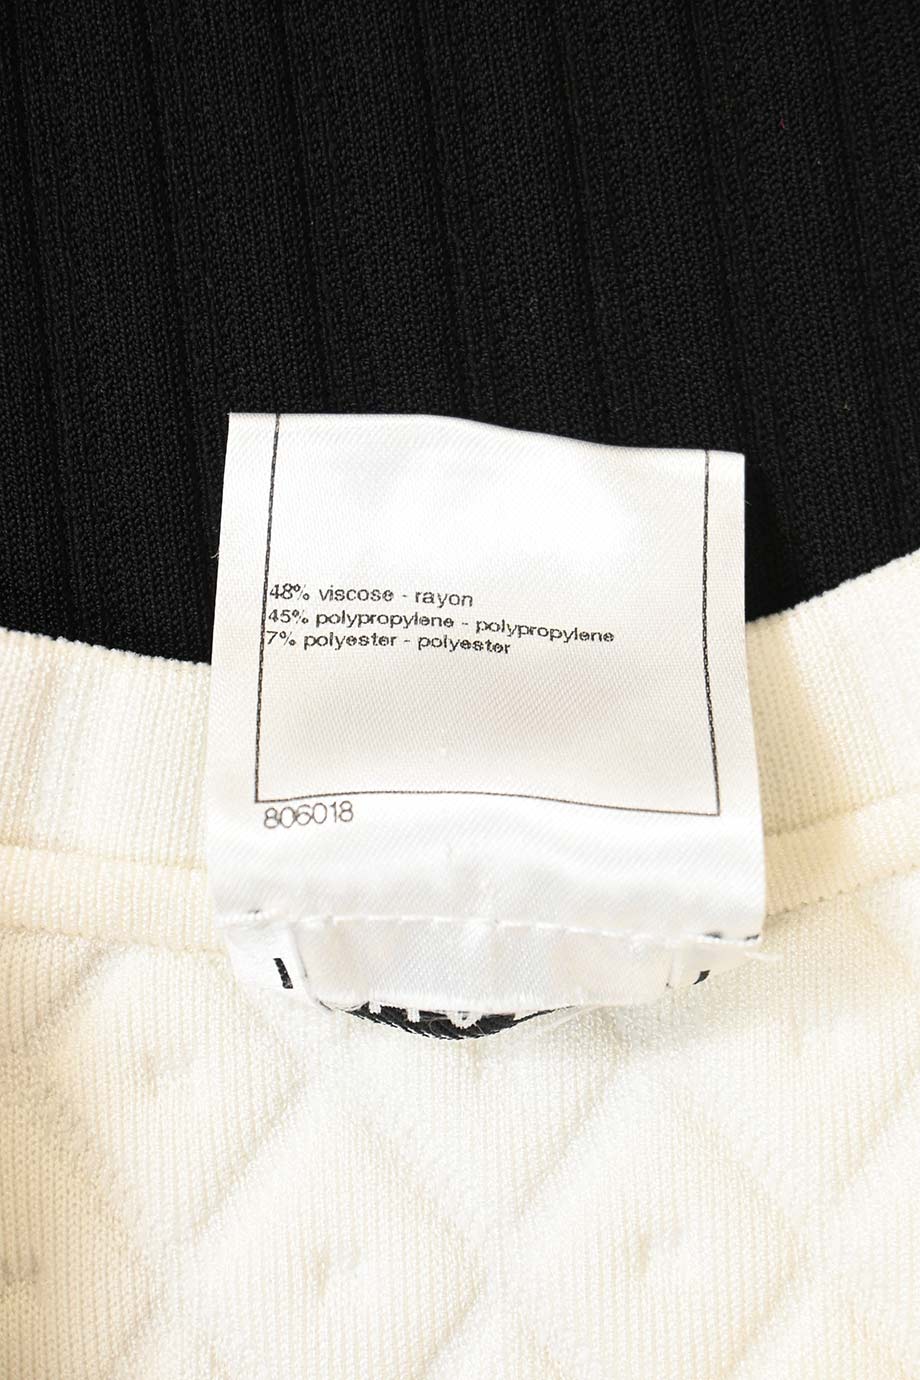 48% viscose - rayon
45% polypropylene - polypropylene
7% polyester - polyester
806018